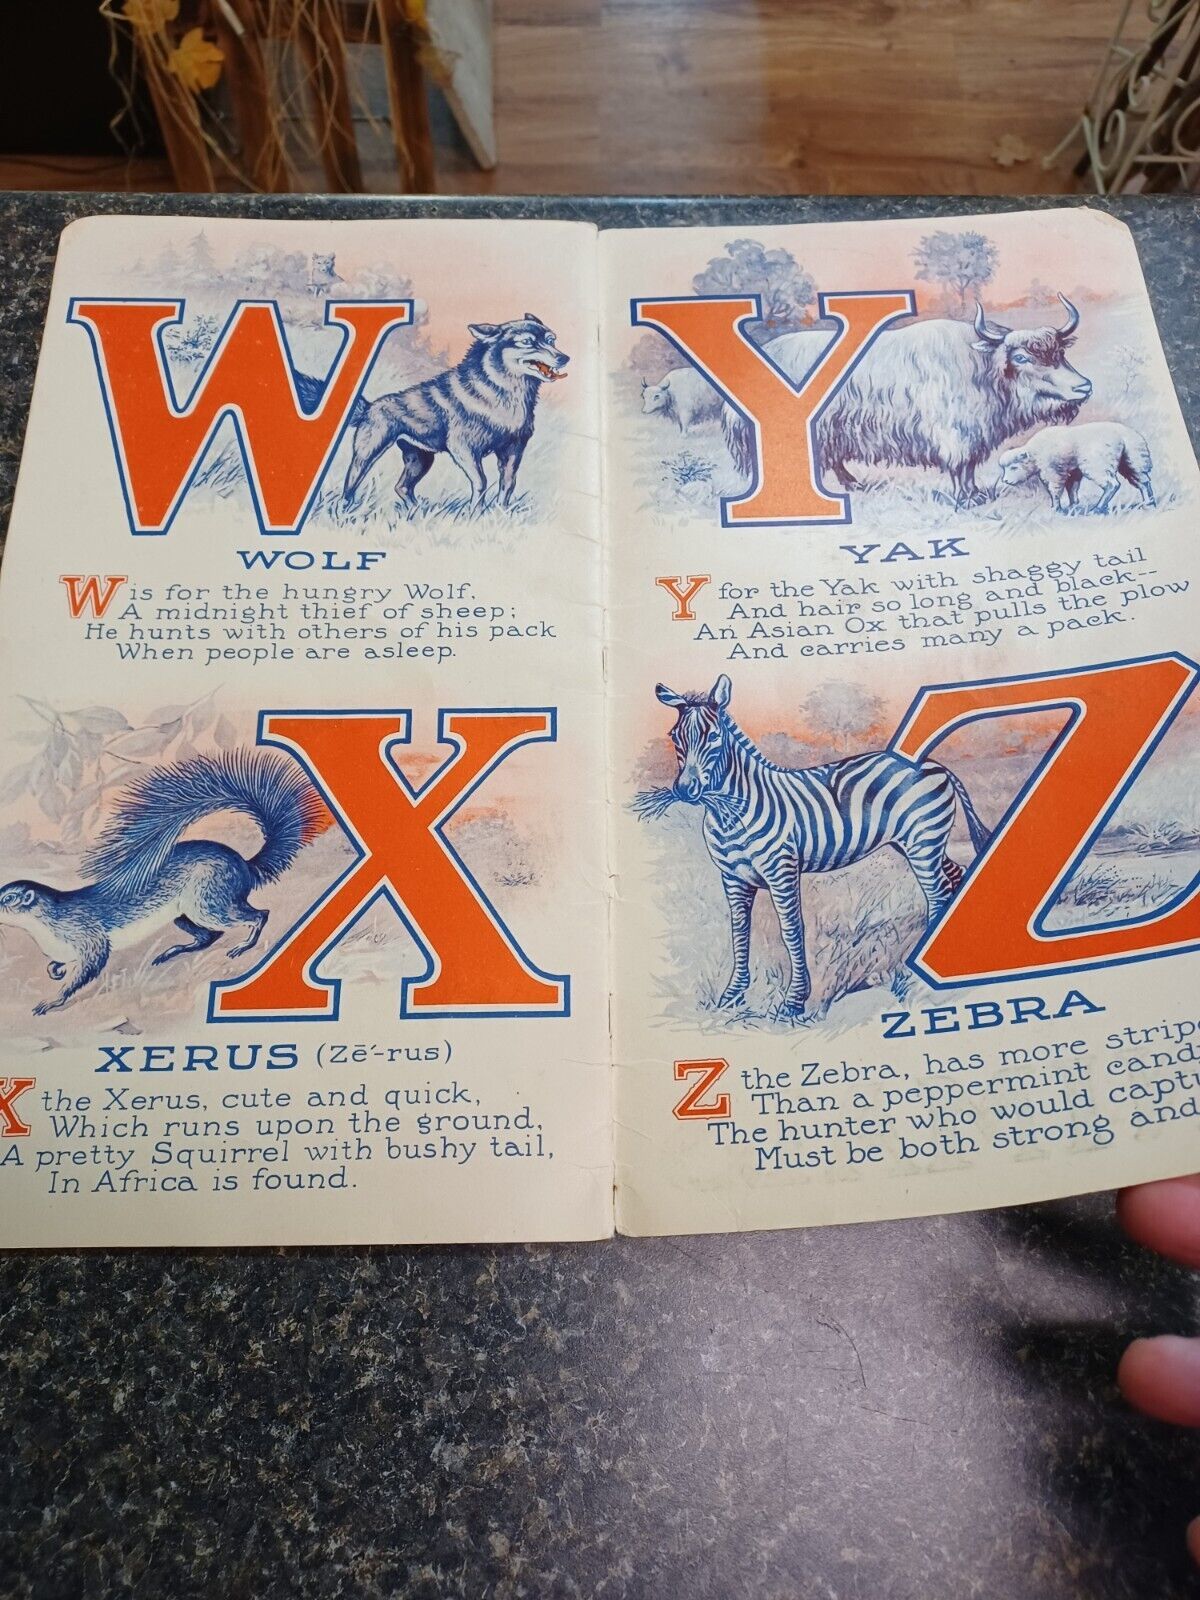 W
WOLF
W is for the hungry Wolf,
A midnight thief of sheep;
He hunts with others of his pack
When people are asleep.
X
XERUS (Zē'-rus)
X the Xerus, cute and quick,
Which runs upon the ground,
A pretty Squirrel with bushy tail,
In Africa is found.
Y
YAK
Y for the Yak with shaggy tail
And hair so long and black--
An Asian Ox that pulls the plow
And carries many a pack.
Z
ZEBRA
Z the Zebra, has more
Than a peppermint
The hunter who would
Must be both strong and